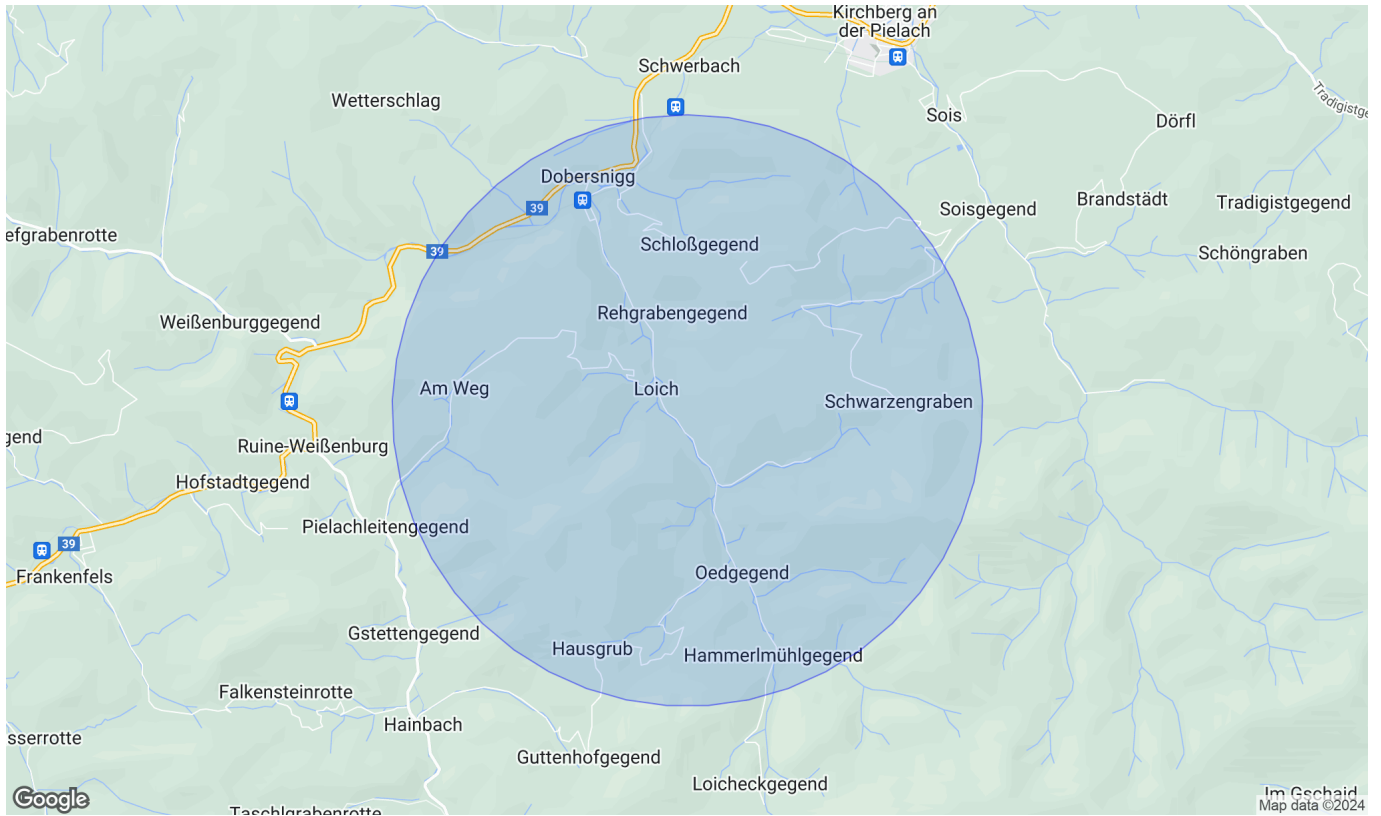 Kirchberg an
der Pielach
Schwerbach
Wetterschlag
Tradigistge
Sois
Dörfl
Dobersnigg
Brandstädt
Tradigistgegend
39
Soisgegend
efgrabenrotte
39
Schloßgegend
Schöngraben
Rehgrabengegend
Weißenburggegend
Am Weg
Loich
Schwarzengraben
gend
Ruine-Weißenburg
Hofstadtgegend
Pielachleitengegend
39
Frankenfels
Oedgegend
Gstettengegend
Hausgrub
Hammerlmühlgegend
Falkensteinrotte
Hainbach
sserrotte
Guttenhofgegend
Loicheckgegend
Im Gschaid
Google
Map data ©2024
Taschlgrabenrotte